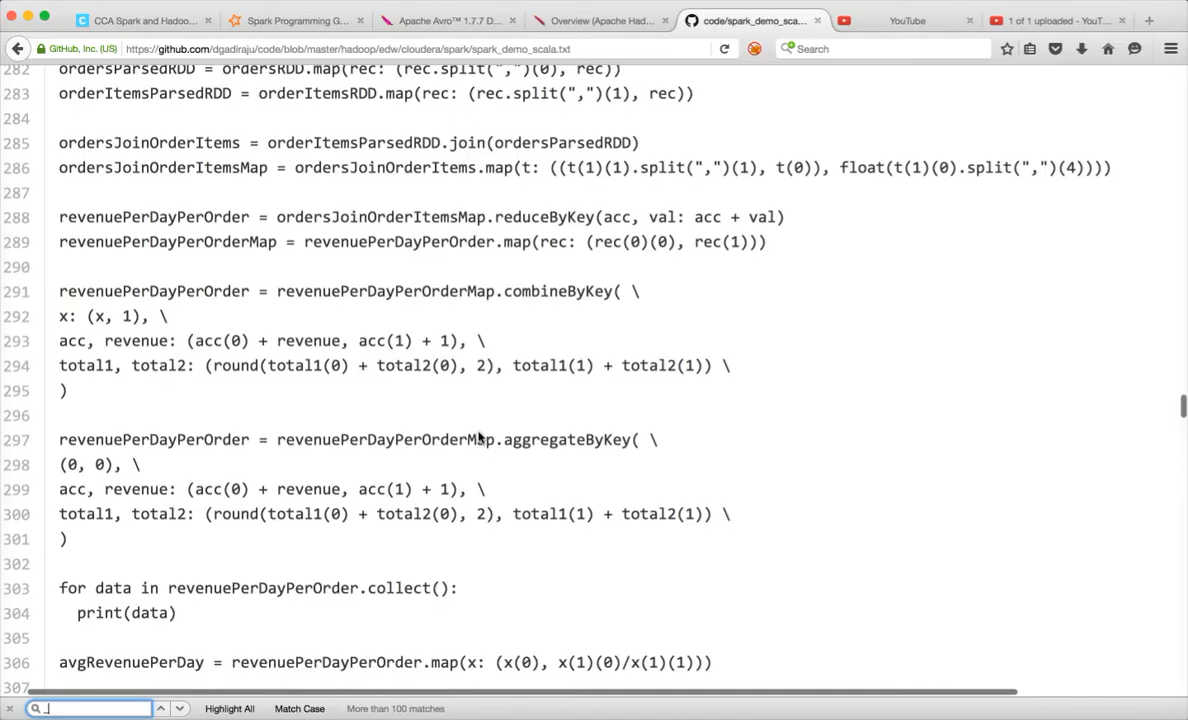 CCA Spark and Hadoo...
Spark Programming G...
Apache Avro™ 1.7.7 D...
Overview (Apache Had...
code/spark_demo_sca...
YouTube
1 of 1 uploaded - YouT...
GitHub, Inc. (US)
https://github.com/dgadiraju/code/blob/master/hadoop/edw/cloudera/spark/spark_demo_scala.txt
Search
282 ordersParsedRDD = ordersRDD.map(rec: (rec.split(",")(0), rec))
283 orderItemsParsedRDD = orderItemsRDD.map(rec: (rec.split(",")(1), rec))
284
285 ordersJoinOrderItems = orderItemsParsedRDD.join(ordersParsedRDD)
286 ordersJoinOrderItemsMap = ordersJoinOrderItems.map(t: ((t(1)(1).split(",")(1), t(0)), float(t(1)(0).split(",")(4))))
287
288 revenuePerDayPerOrder = ordersJoinOrderItemsMap.reduceByKey(acc, val: acc + val)
289 revenuePerDayPerOrderMap = revenuePerDayPerOrder.map(rec: (rec(0)(0), rec(1)))
290
291 revenuePerDayPerOrder = revenuePerDayPerOrderMap.combineByKey( \
292 x: (x, 1), \
293 acc, revenue: (acc(0) + revenue, acc(1) + 1), \
294 total1, total2: (round(total1(0) + total2(0), 2), total1(1) + total2(1)) \
295 )
296
297 revenuePerDayPerOrder = revenuePerDayPerOrderMap.aggregateByKey( \
298 (0, 0), \
299 acc, revenue: (acc(0) + revenue, acc(1) + 1), \
300 total1, total2: (round(total1(0) + total2(0), 2), total1(1) + total2(1)) \
301 )
302
303 for data in revenuePerDayPerOrder.collect():
304 print(data)
305
306 avgRevenuePerDay = revenuePerDayPerOrder.map(x: (x(0), x(1)(0)/x(1)(1)))
307
_
Highlight All
Match Case
More than 100 matches